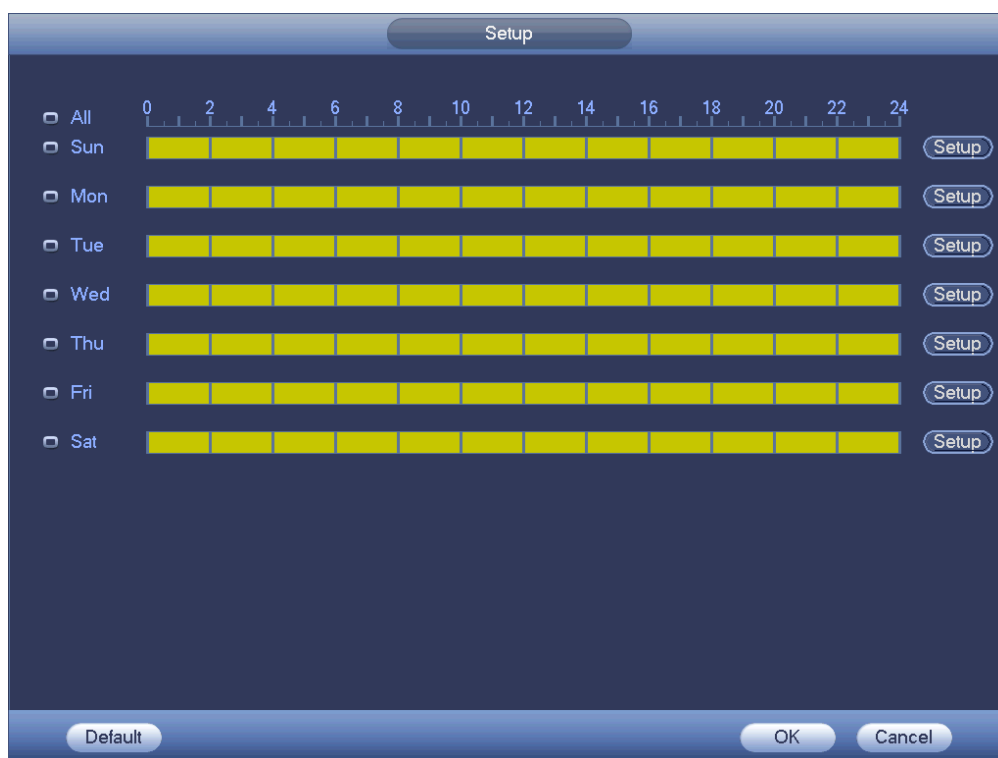 Setup
0 2 4 6 8 10 12 14 16 18 20 22 24
All
Sun Setup
Mon Setup
Tue Setup
Wed Setup
Thu Setup
Fri Setup
Sat Setup
Default OK Cancel